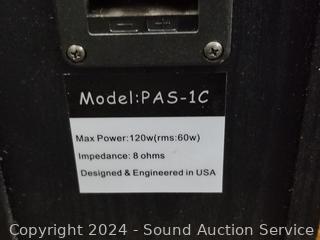 Model:PAS-1C
Max Power:120w(rms:60w)
Impedance: 8 ohms
Designed & Engineered in USA
Copyright 2024 - Sound Auction Service